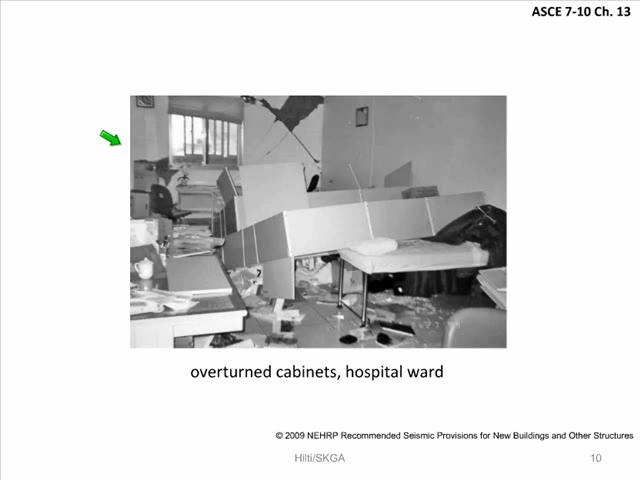 ASCE 7-10 Ch. 13
overturned cabinets, hospital ward
© 2009 NEHRP Recommended Seismic Provisions for New Buildings and Other Structures
Hilti/SKGA
10